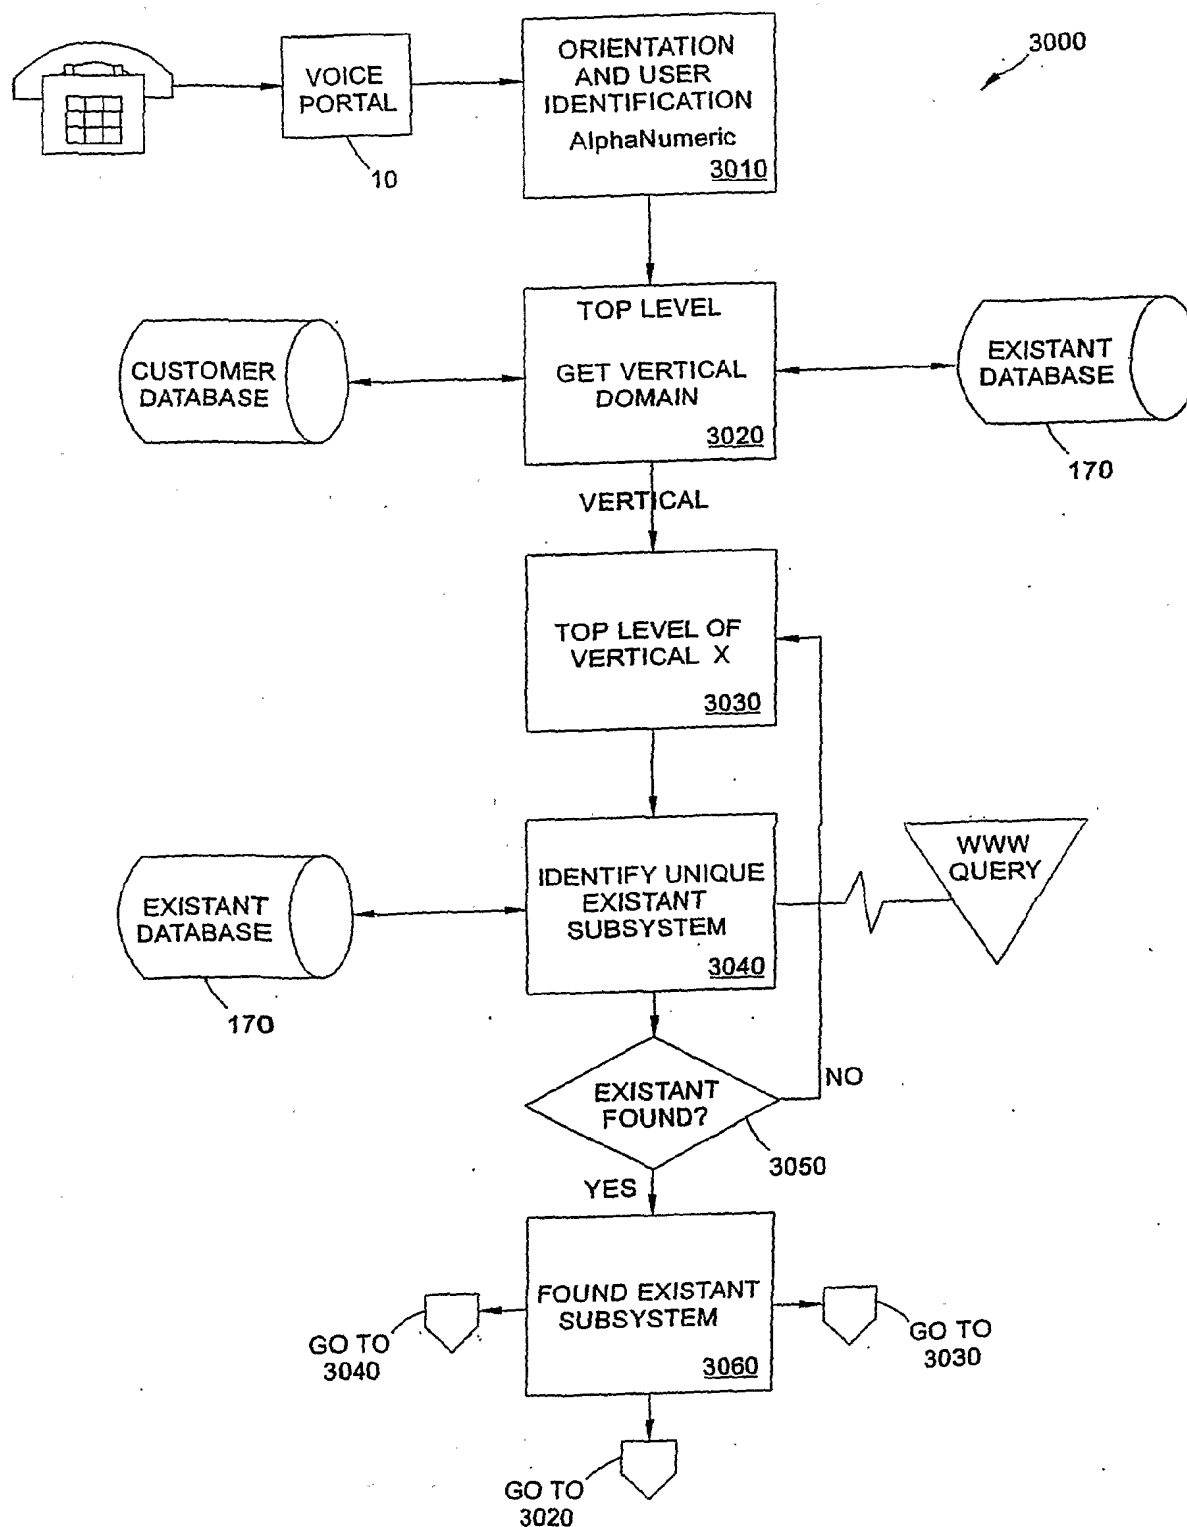 3000
VOICE
PORTAL
10
ORIENTATION
AND USER
IDENTIFICATION
AlphaNumeric
3010
CUSTOMER
DATABASE
TOP LEVEL
GET VERTICAL
DOMAIN
3020
EXISTANT
DATABASE
170
VERTICAL
TOP LEVEL OF
VERTICAL X
3030
EXISTANT
DATABASE
170
IDENTIFY UNIQUE
EXISTANT
SUBSYSTEM
3040
WWW
QUERY
EXISTANT
FOUND?
NO
3050
YES
FOUND EXISTANT
SUBSYSTEM
3060
GO TO
3040
GO TO
3030
GO TO
3020